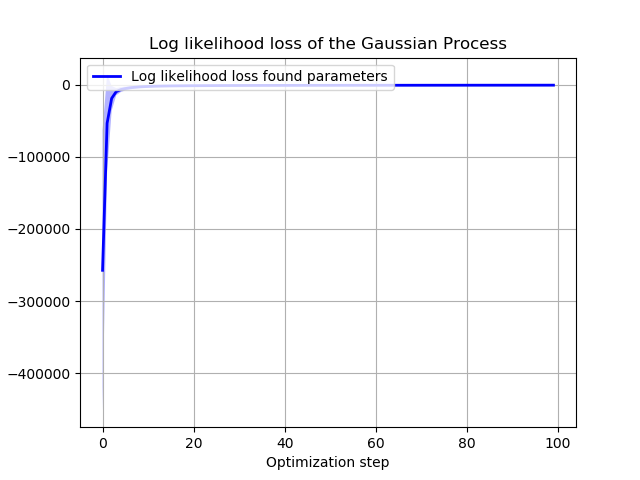 Log likelihood loss of the Gaussian Process
Log likelihood loss found parameters
0
−100000
−200000
−300000
−400000
0 20 40 60 80 100
Optimization step